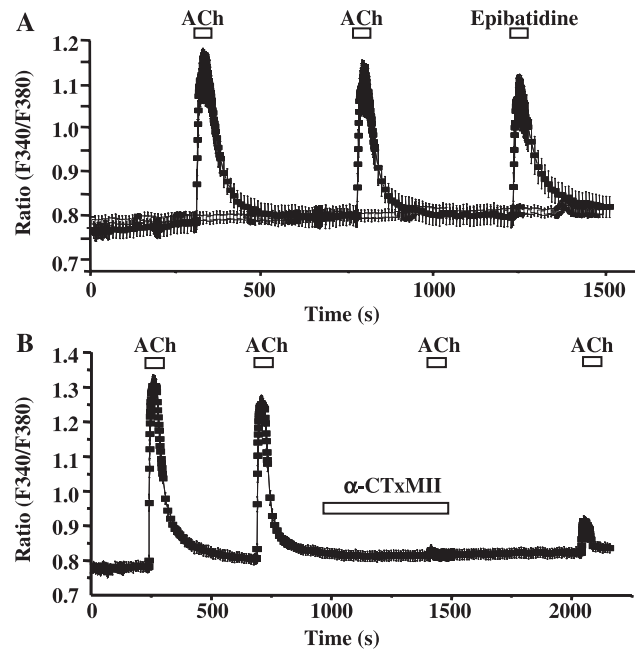 A
ACh ACh Epibatidine
1.2
1.1
1.0
0.9
0.8
0.7
Ratio (F340/F380)
0 500 1000 1500
Time (s)
B
ACh ACh ACh ACh
1.4
1.3
1.2
1.1
1.0
0.9
0.8
0.7
Ratio (F340/F380)
α-CTxMII
0 500 1000 1500 2000
Time (s)